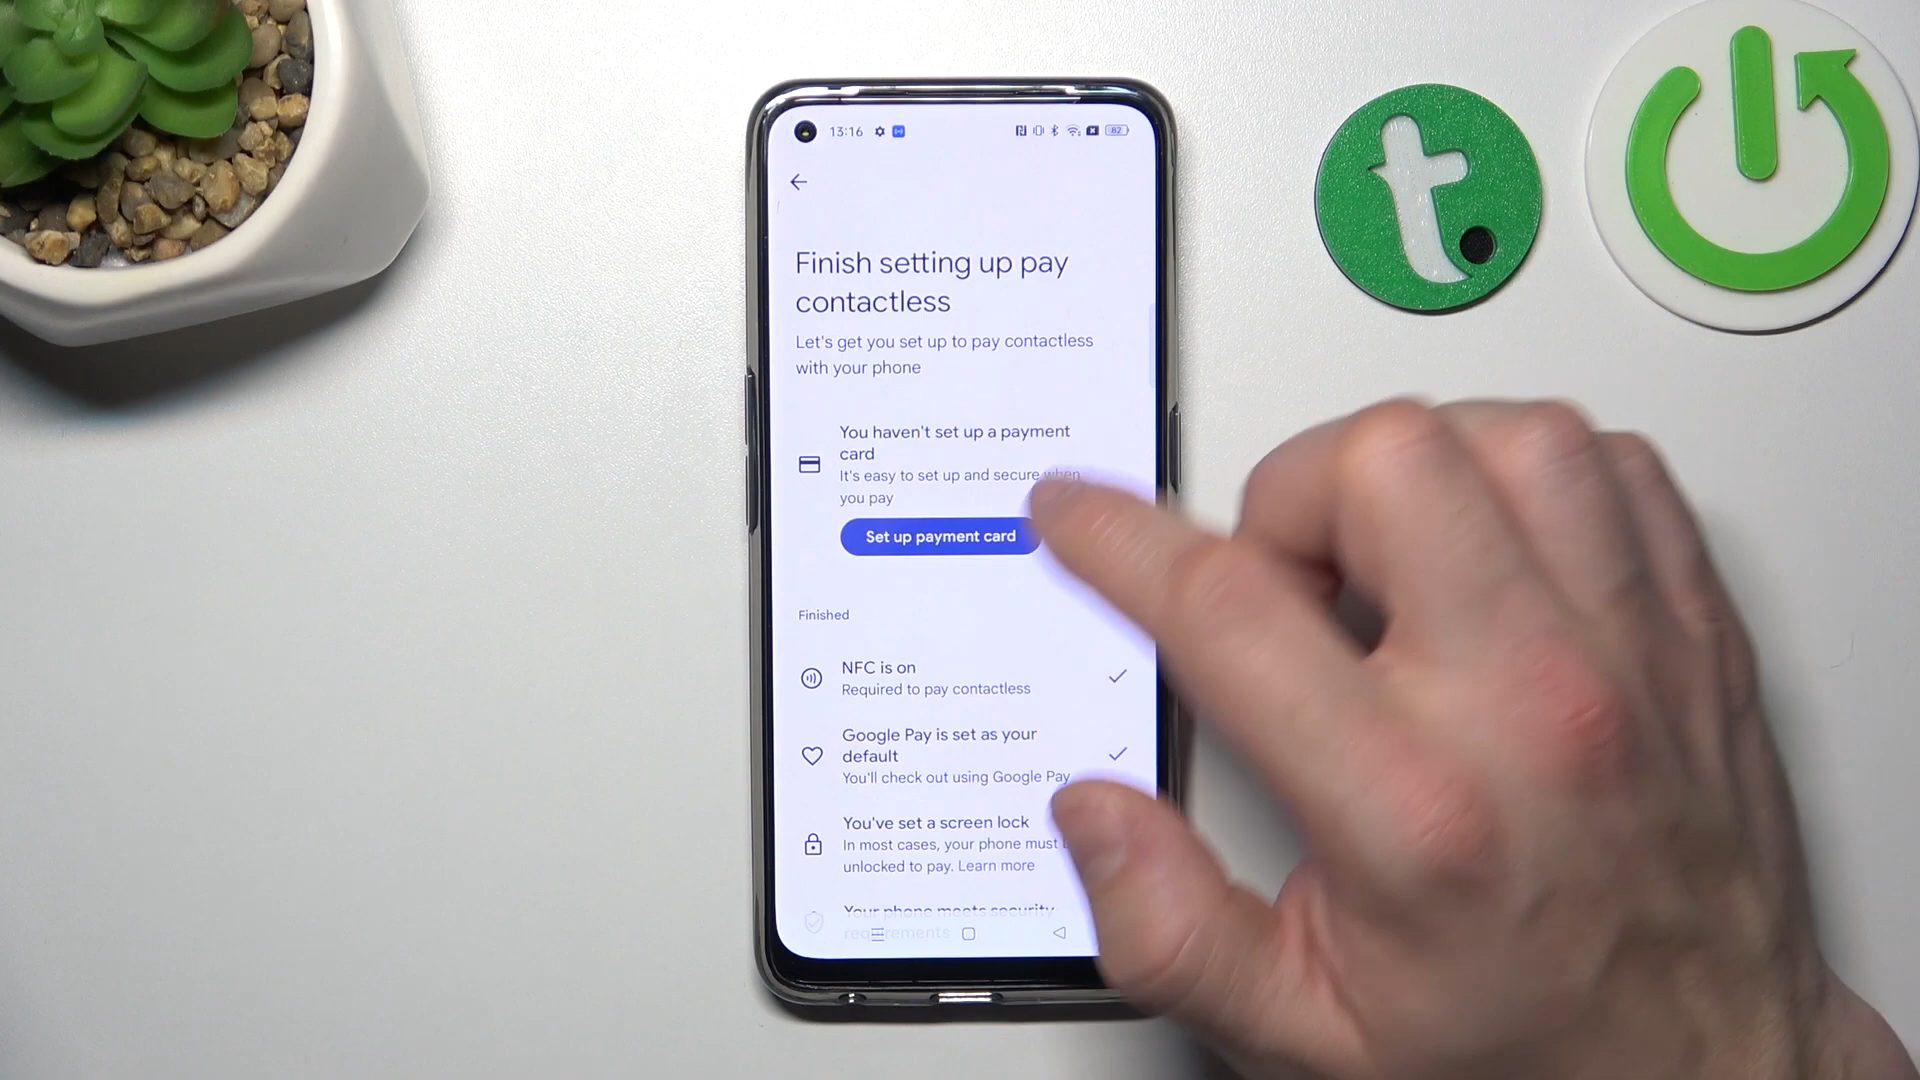 13:16
82
Finish setting up pay
contactless
Let's get you set up to pay contactless
with your phone
You haven't set up a payment
card
It's easy to set up and secure when
you pay
Set up payment card
Finished
NFC is on
Required to pay contactless
Google Pay is set as your
default
You'll check out using Google Pay
You've set a screen lock
In most cases, your phone must
unlocked to pay. Learn more
Your phone meets security
requirements